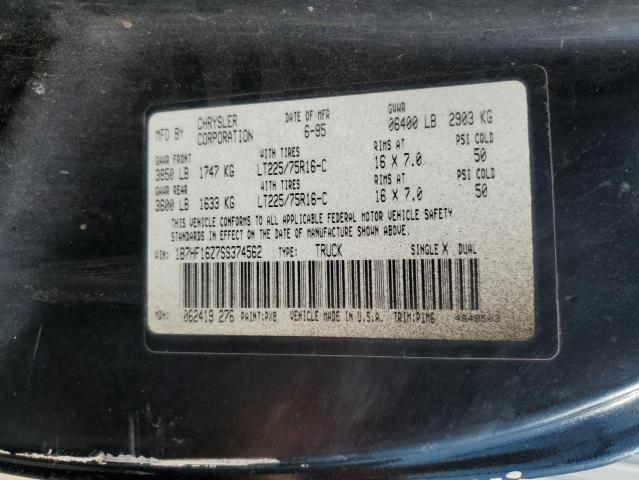 MFD BY CHRYSLER CORPORATION DATE OF MFR 6-95 GVWR 06400 LB 2903 KG
GAWR FRONT WITH TIRES RIMS AT PSI COLD
3850 LB 1747 KG LT225/75R16-C 16 X 7.0 50
GAWR REAR WITH TIRES RIMS AT PSI COLD
3600 LB 1633 KG LT225/75R16-C 16 X 7.0 50
THIS VEHICLE CONFORMS TO ALL APPLICABLE FEDERAL MOTOR VEHICLE SAFETY
STANDARDS IN EFFECT ON THE DATE OF MANUFACTURE SHOWN ABOVE.
VIN: 1B7HF16Z7SS374562 TYPE: TRUCK SINGLE X DUAL
MDH: 062419 276 PAINT:PX8 VEHICLE MADE IN U.S.A. TRIM:P1M6